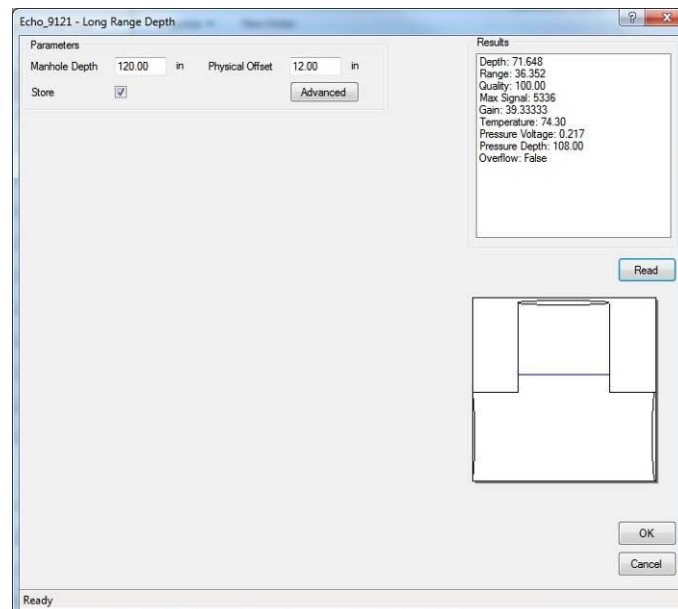 Echo_9121 - Long Range Depth
Parameters
Manhole Depth 120.00 in Physical Offset 12.00 in
Store Advanced
Results
Depth: 71.648
Range: 36.352
Quality: 100.00
Max Signal: 5336
Gain: 39.33333
Temperature: 74.30
Pressure Voltage: 0.217
Pressure Depth: 108.00
Overflow: False
Read
OK
Cancel
Ready